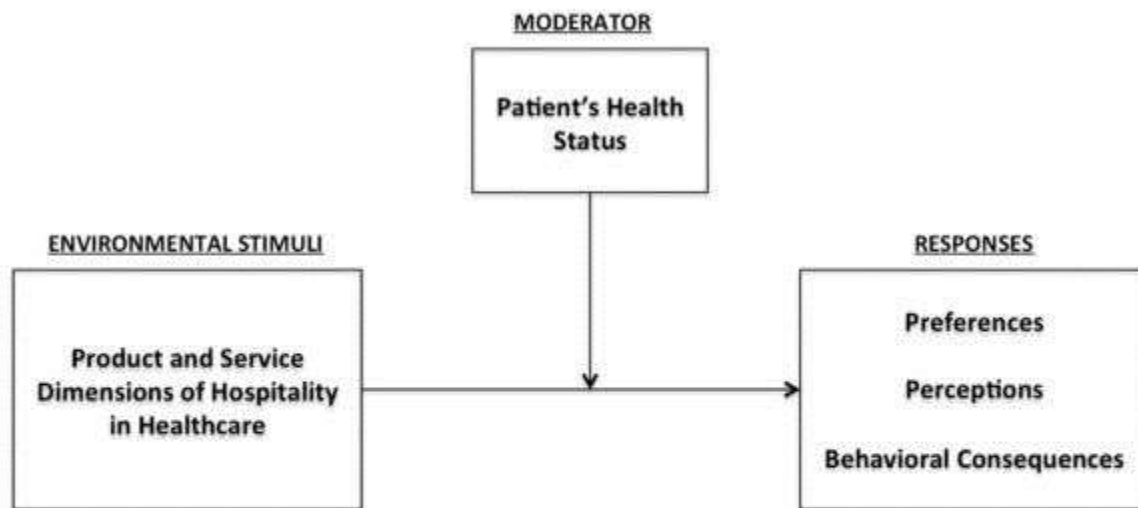 MODERATOR
Patient’s Health
Status
ENVIRONMENTAL STIMULI
Product and Service
Dimensions of Hospitality
in Healthcare
RESPONSES
Preferences
Perceptions
Behavioral Consequences